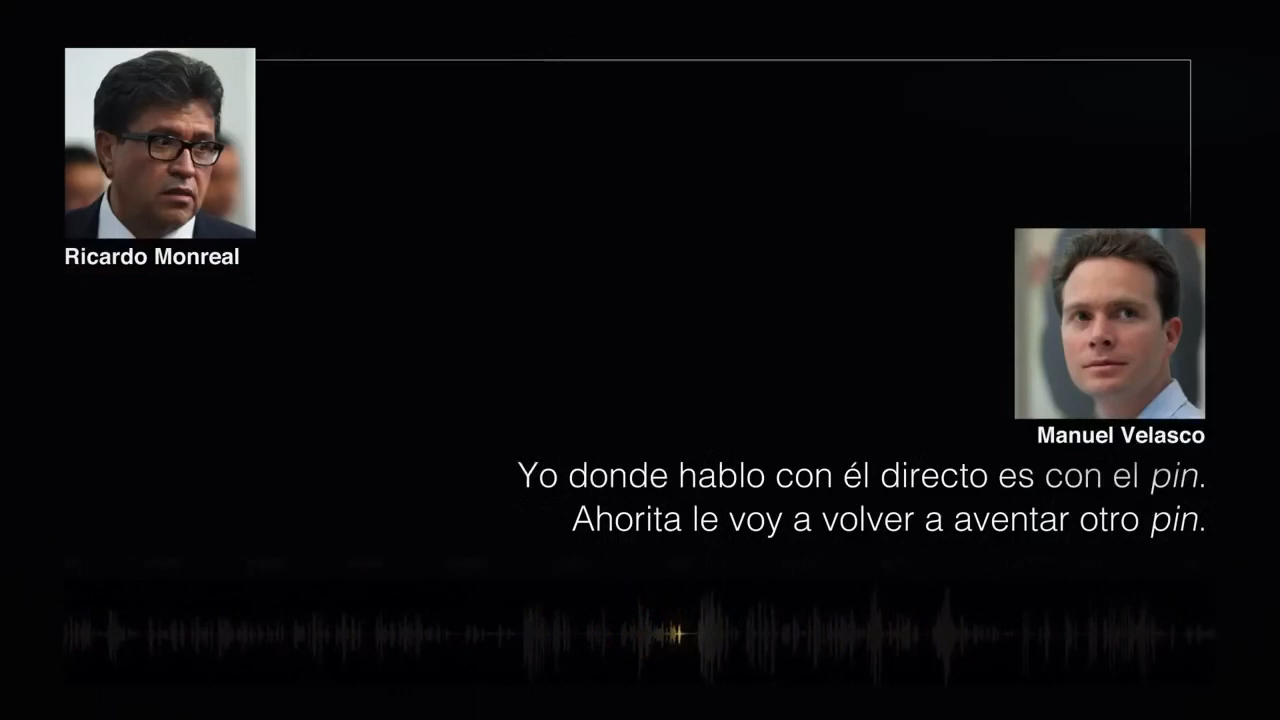 Ricardo Monreal
Manuel Velasco
Yo donde hablo con él directo es con el pin.
Ahorita le voy a volver a aventar otro pin.